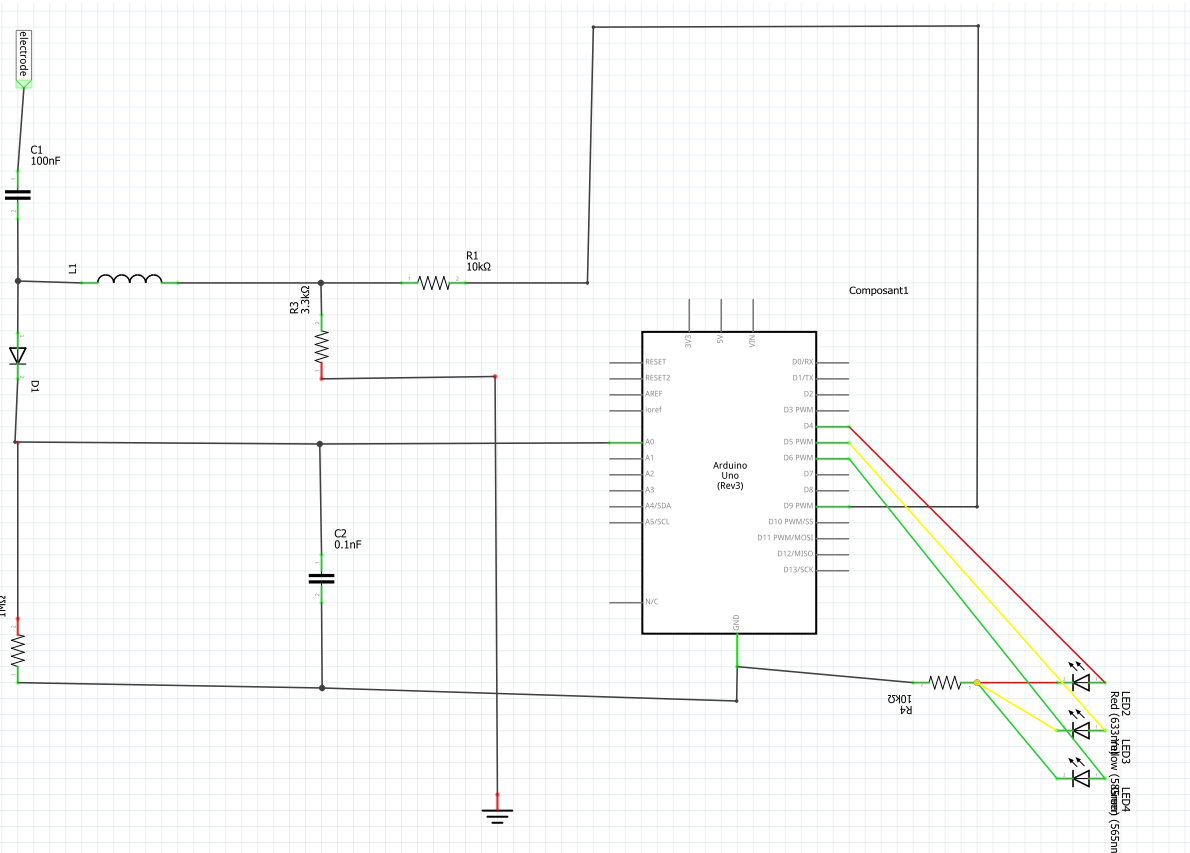 electrode
C1
100nF
L1
R1
10kΩ
R3
3.3kΩ
D1
Composant1
3V3
5V
VIN
RESET
RESET2
AREF
ioref
A0
A1
A2
A3
A4/SDA
A5/SCL
N/C
Arduino
Uno
(Rev3)
D0/RX
D1/TX
D2
D3 PWM
D4
D5 PWM
D6 PWM
D7
D8
D9 PWM
D10 PWM/SS
D11 PWM/MOSI
D12/MISO
D13/SCK
GND
C2
0.1nF
1MΩ
R4
10kΩ
LED2
Red (633nm)
LED3
Yellow (585nm)
LED4
(565nm